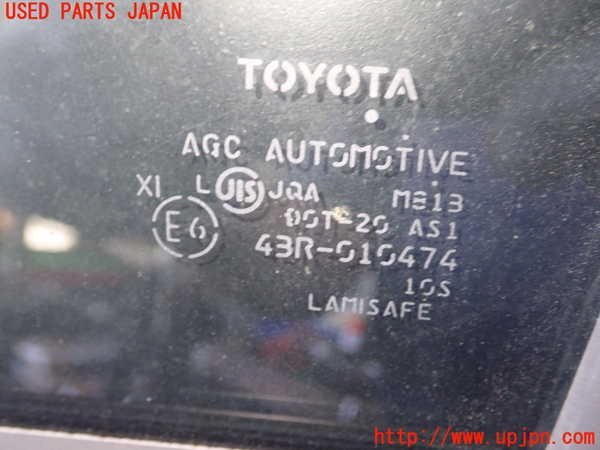 USED PARTS JAPAN
TOYOTA
AGC AUTOMOTIVE
XI L JIS JQA M313
DOT-20 AS1
E6 43R-010474
10S
LAMISAFE
http://www.upjpn.com/